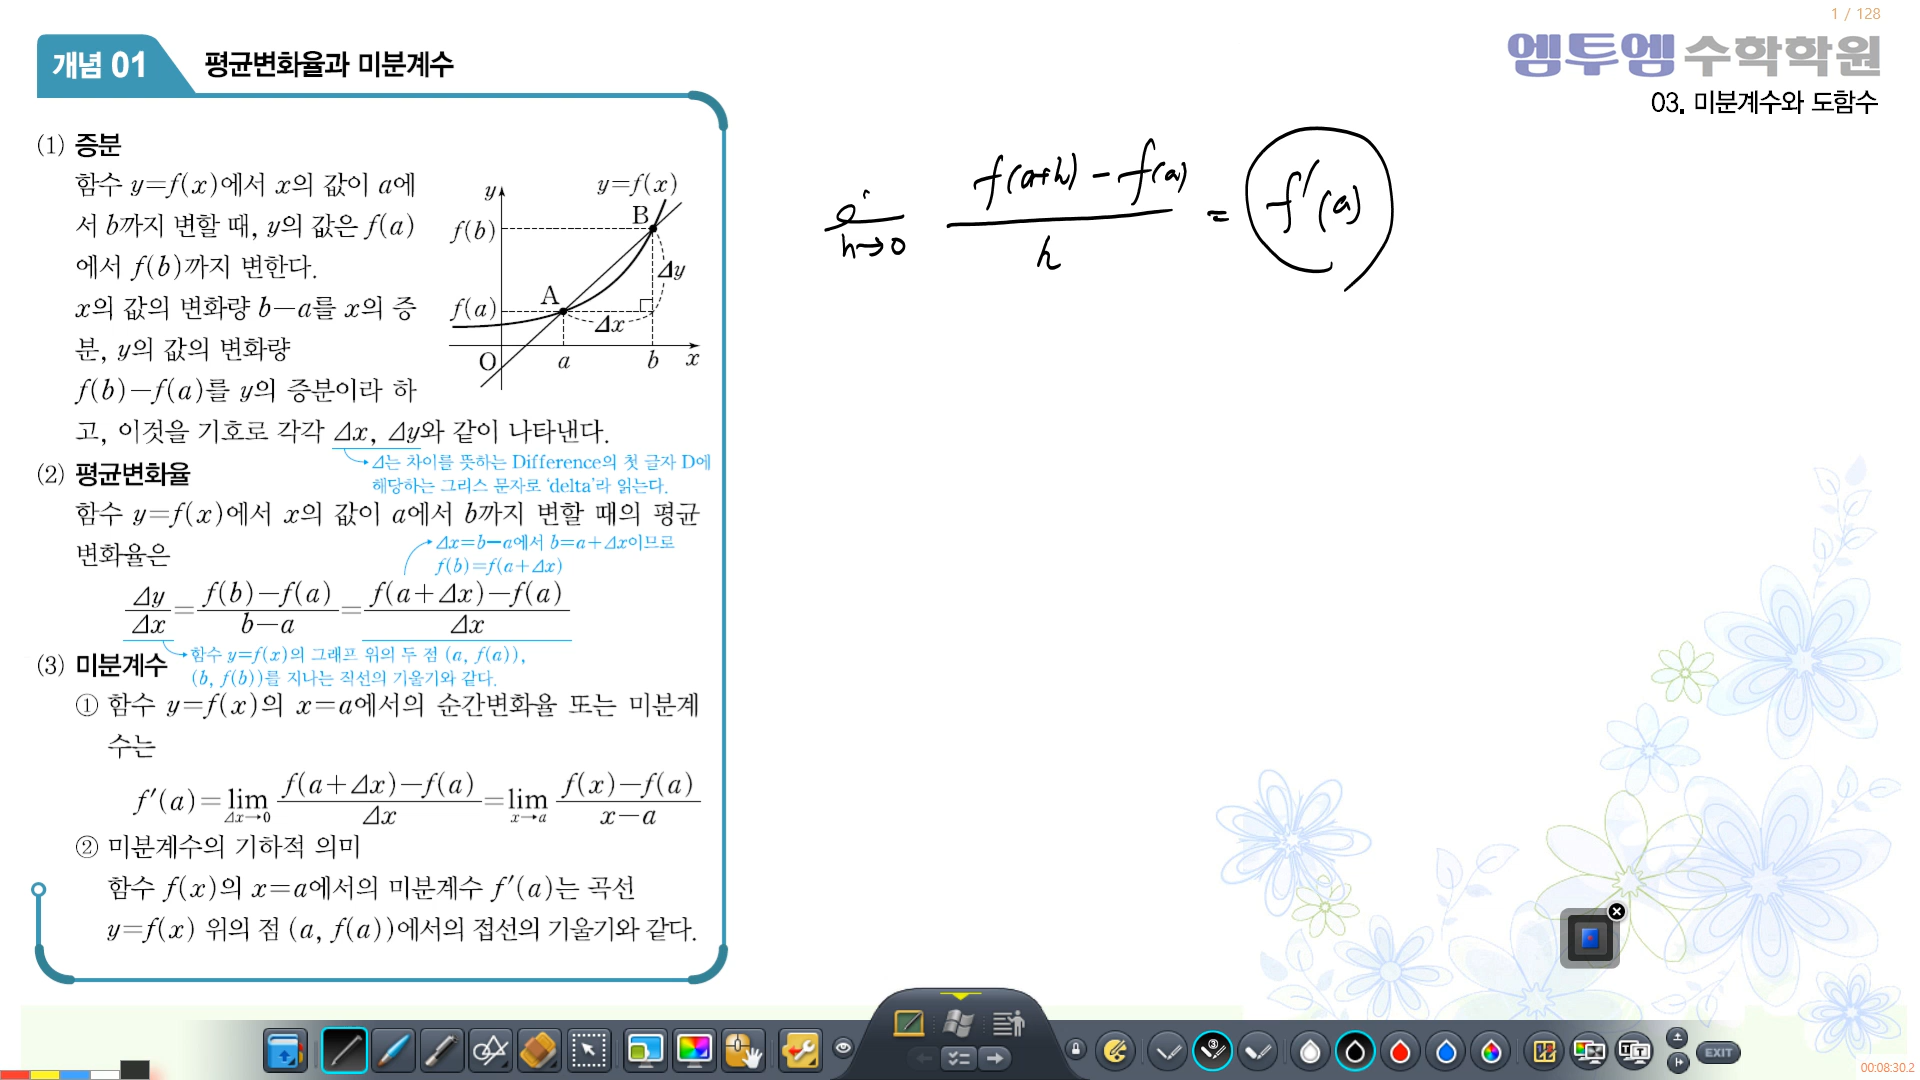 1 / 128
개념 01 평균변화율과 미분계수
엠투엠 수학학원
03. 미분계수와 도함수
(1) 증분
함수 y=f(x)에서 x의 값이 a에
서 b까지 변할 때, y의 값은 f(a)
에서 f(b)까지 변한다.
x의 값의 변화량 b−a를 x의 증
분, y의 값의 변화량
f(b)−f(a)를 y의 증분이라 하
고, 이것을 기호로 각각 Δx, Δy와 같이 나타낸다.
y
y=f(x)
B
f(b)
Δy
A
f(a)
Δx
O a b x
Δ는 차이를 뜻하는 Difference의 첫 글자 D에
해당하는 그리스 문자로 ‘delta’라 읽는다.
(2) 평균변화율
함수 y=f(x)에서 x의 값이 a에서 b까지 변할 때의 평균
변화율은
Δx=b−a에서 b=a+Δx이므로
f(b)=f(a+Δx)
Δy/Δx = (f(b)−f(a))/(b−a) = (f(a+Δx)−f(a))/Δx
함수 y=f(x)의 그래프 위의 두 점 (a, f(a)),
(b, f(b))를 지나는 직선의 기울기와 같다.
(3) 미분계수
① 함수 y=f(x)의 x=a에서의 순간변화율 또는 미분계
수는
f′(a)=lim Δx→0 (f(a+Δx)−f(a))/Δx = lim x→a (f(x)−f(a))/(x−a)
② 미분계수의 기하적 의미
함수 f(x)의 x=a에서의 미분계수 f′(a)는 곡선
y=f(x) 위의 점 (a, f(a))에서의 접선의 기울기와 같다.
h→0 (f(a+h)−f(a))/h = f′(a)
EXIT
00:08:30.2